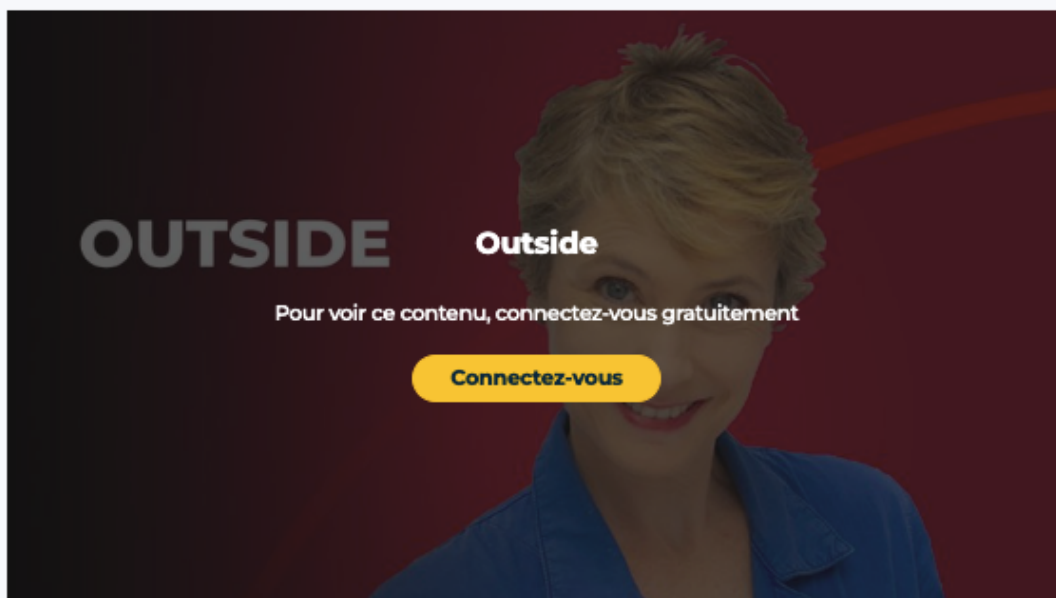 OUTSIDE
Outside
Pour voir ce contenu, connectez-vous gratuitement
Connectez-vous